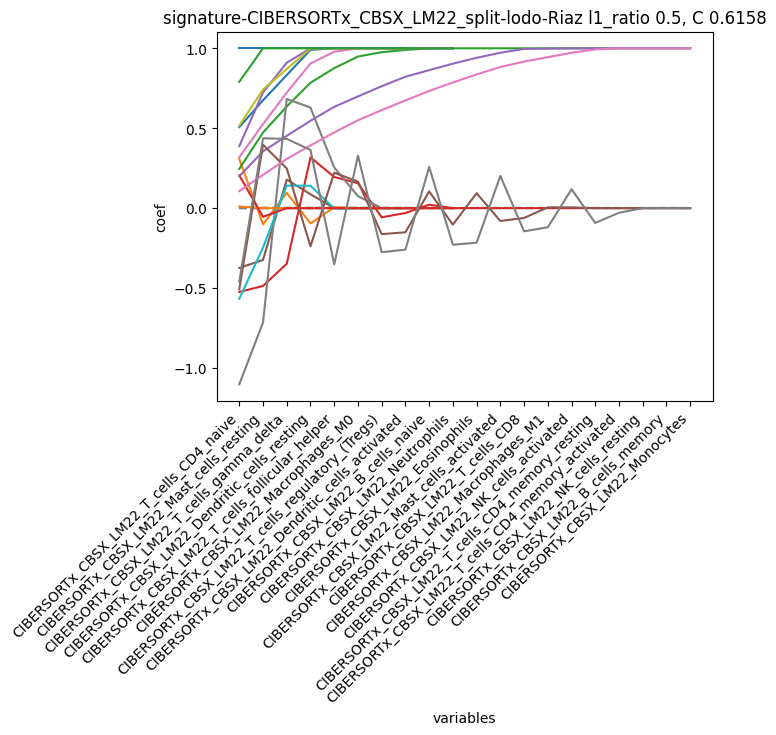 signature-CIBERSORTx_CBSX_LM22_split-lodo-Riaz l1_ratio 0.5, C 0.6158
1.0
0.5
0.0
−0.5
−1.0
coef
CIBERSORTx_CBSX_LM22_T_cells_CD4_naive
CIBERSORTx_CBSX_LM22_Mast_cells_resting
CIBERSORTx_CBSX_LM22_T_cells_gamma_delta
CIBERSORTx_CBSX_LM22_Dendritic_cells_resting
CIBERSORTx_CBSX_LM22_T_cells_follicular_helper
CIBERSORTx_CBSX_LM22_Macrophages_M0
CIBERSORTx_CBSX_LM22_T_cells_regulatory_(Tregs)
CIBERSORTx_CBSX_LM22_Dendritic_cells_activated
CIBERSORTx_CBSX_LM22_B_cells_naive
CIBERSORTx_CBSX_LM22_Neutrophils
CIBERSORTx_CBSX_LM22_Eosinophils
CIBERSORTx_CBSX_LM22_Mast_cells_activated
CIBERSORTx_CBSX_LM22_T_cells_CD8
CIBERSORTx_CBSX_LM22_Macrophages_M1
CIBERSORTx_CBSX_LM22_NK_cells_activated
CIBERSORTx_CBSX_LM22_T_cells_CD4_memory_resting
CIBERSORTx_CBSX_LM22_T_cells_CD4_memory_activated
CIBERSORTx_CBSX_LM22_NK_cells_resting
CIBERSORTx_CBSX_LM22_B_cells_memory
CIBERSORTx_CBSX_LM22_Monocytes
variables